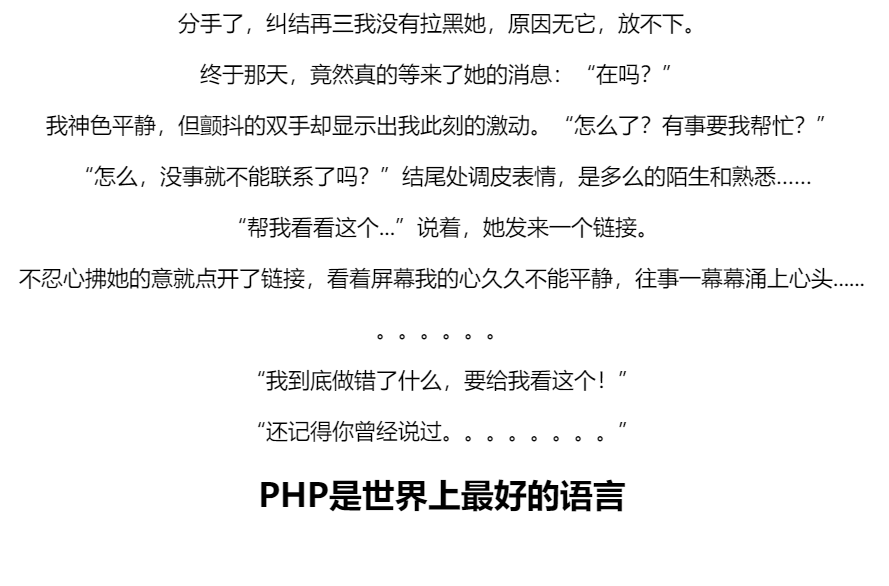 分手了，纠结再三我没有拉黑她，原因无它，放不下。
终于那天，竟然真的等来了她的消息：“在吗？”
我神色平静，但颤抖的双手却显示出我此刻的激动。“怎么了？有事要我帮忙？”
“怎么，没事就不能联系了吗？”结尾处调皮表情，是多么的陌生和熟悉......
“帮我看看这个...”说着，她发来一个链接。
不忍心拂她的意就点开了链接，看着屏幕我的心久久不能平静，往事一幕幕涌上心头......
。。。。。。
“我到底做错了什么，要给我看这个！”
“还记得你曾经说过。。。。。。。。”
PHP是世界上最好的语言